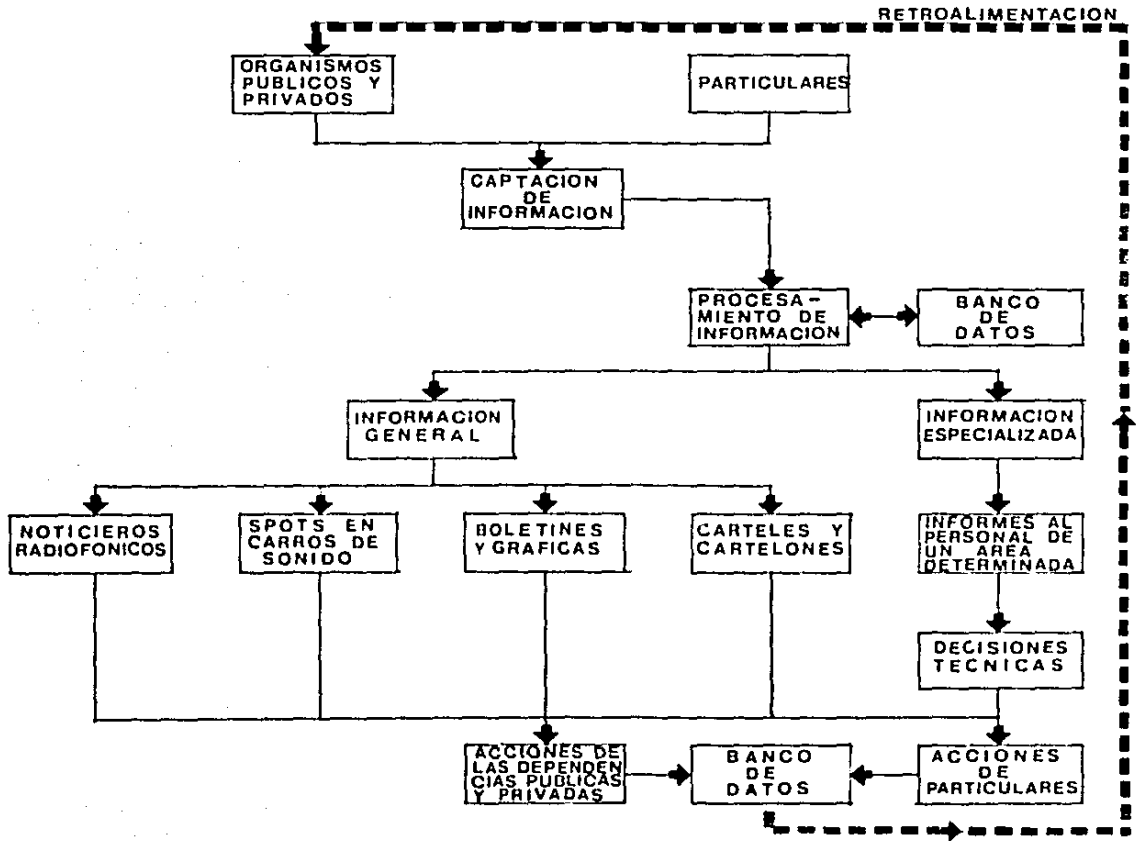 RETROALIMENTACION
ORGANISMOS
PUBLICOS Y
PRIVADOS
PARTICULARES
CAPTACION
DE
INFORMACION
PROCESA-
MIENTO DE
INFORMACION
BANCO
DE
DATOS
INFORMACION
GENERAL
INFORMACION
ESPECIALIZADA
NOTICIEROS
RADIOFONICOS
SPOTS EN
CARROS DE
SONIDO
BOLETINES
Y GRAFICAS
CARTELES Y
CARTELONES
INFORMES AL
PERSONAL DE
UN AREA
DETERMINADA
DECISIONES
TECNICAS
ACCIONES DE
LAS DEPENDEN
CIAS PUBLICAS
Y PRIVADAS
BANCO
DE
DATOS
ACCIONES
DE
PARTICULARES